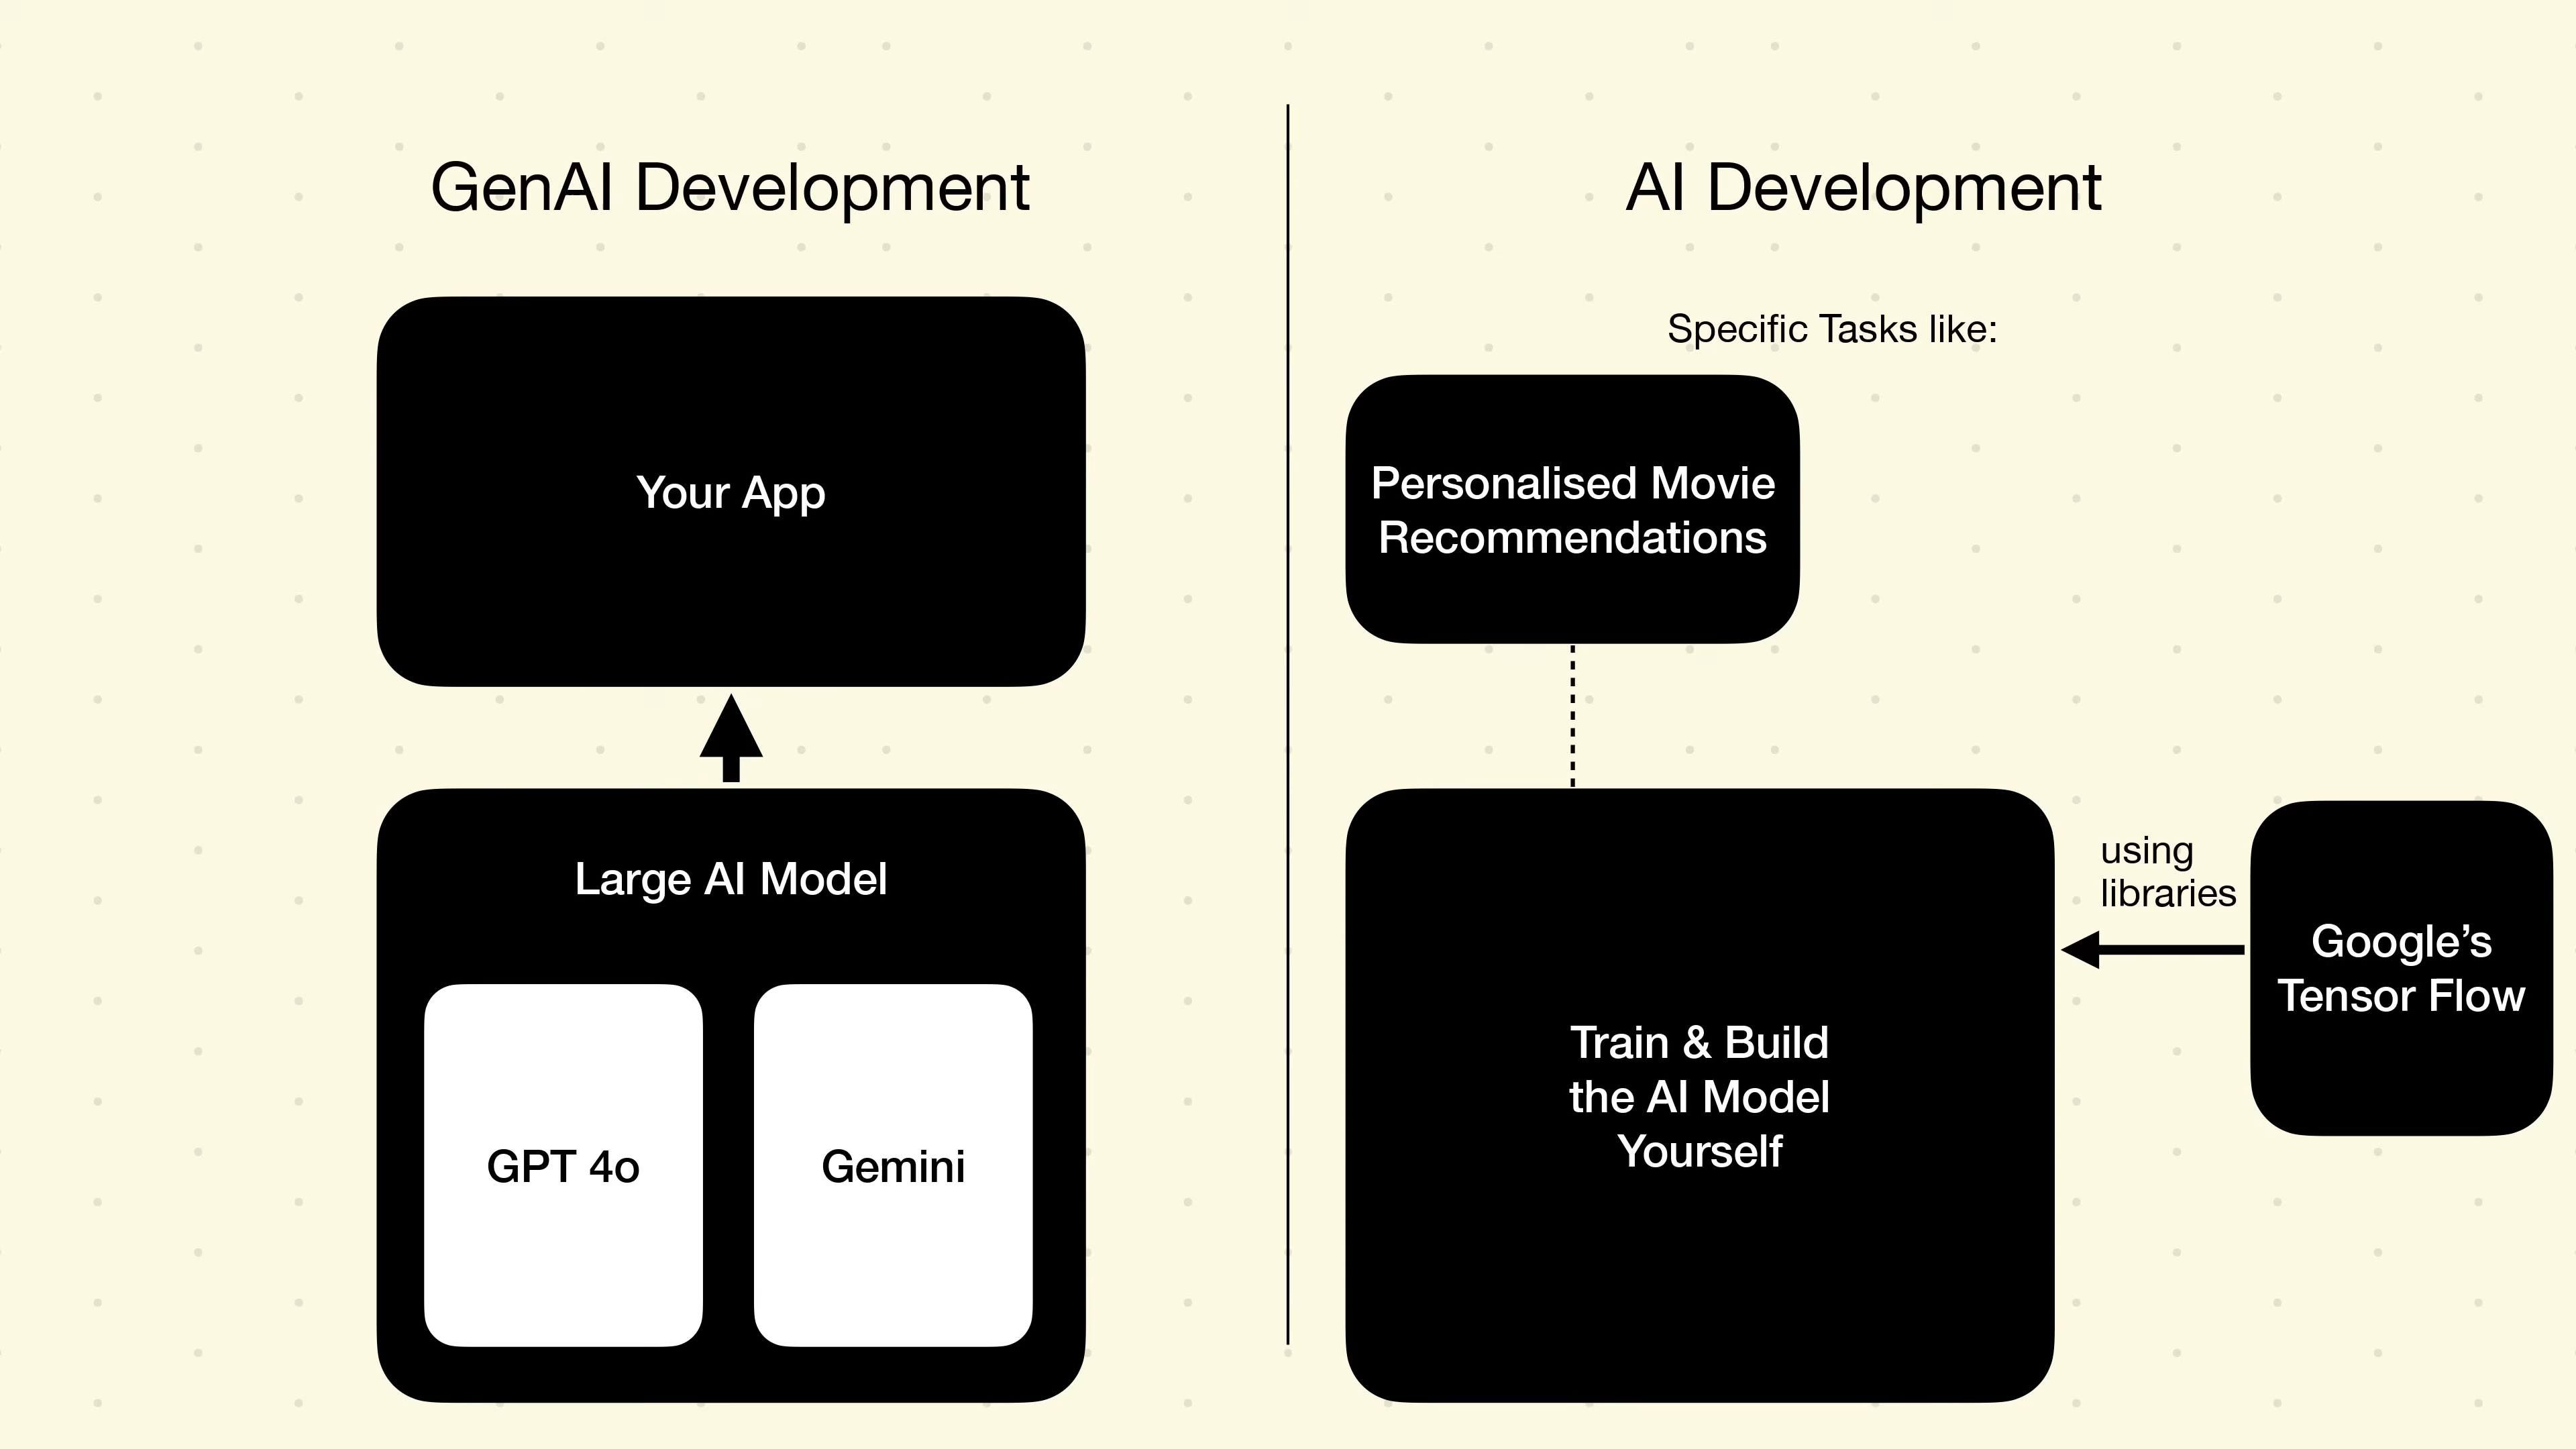 GenAI Development
Your App
Large AI Model
GPT 4o
Gemini
AI Development
Specific Tasks like:
Personalised Movie
Recommendations
Train & Build
the AI Model
Yourself
using
libraries
Google’s
Tensor Flow